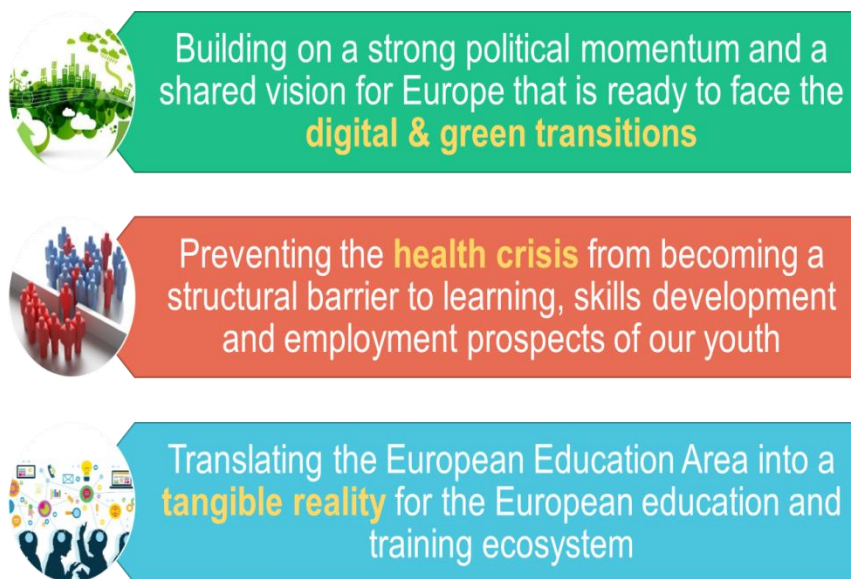 Building on a strong political momentum and a
shared vision for Europe that is ready to face the
digital & green transitions
Preventing the health crisis from becoming a
structural barrier to learning, skills development
and employment prospects of our youth
Translating the European Education Area into a
tangible reality for the European education and
training ecosystem